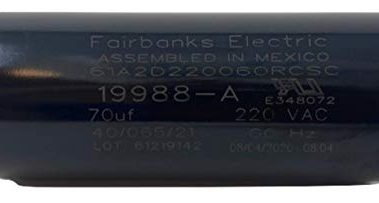 Fairbanks Electric
ASSEMBLED IN MEXICO
61A2D220060RCSC
19988-A
E348072
70uf 220 VAC
40/065/21 60 Hz
LOT: 61219142 08/04/2020 -08:04